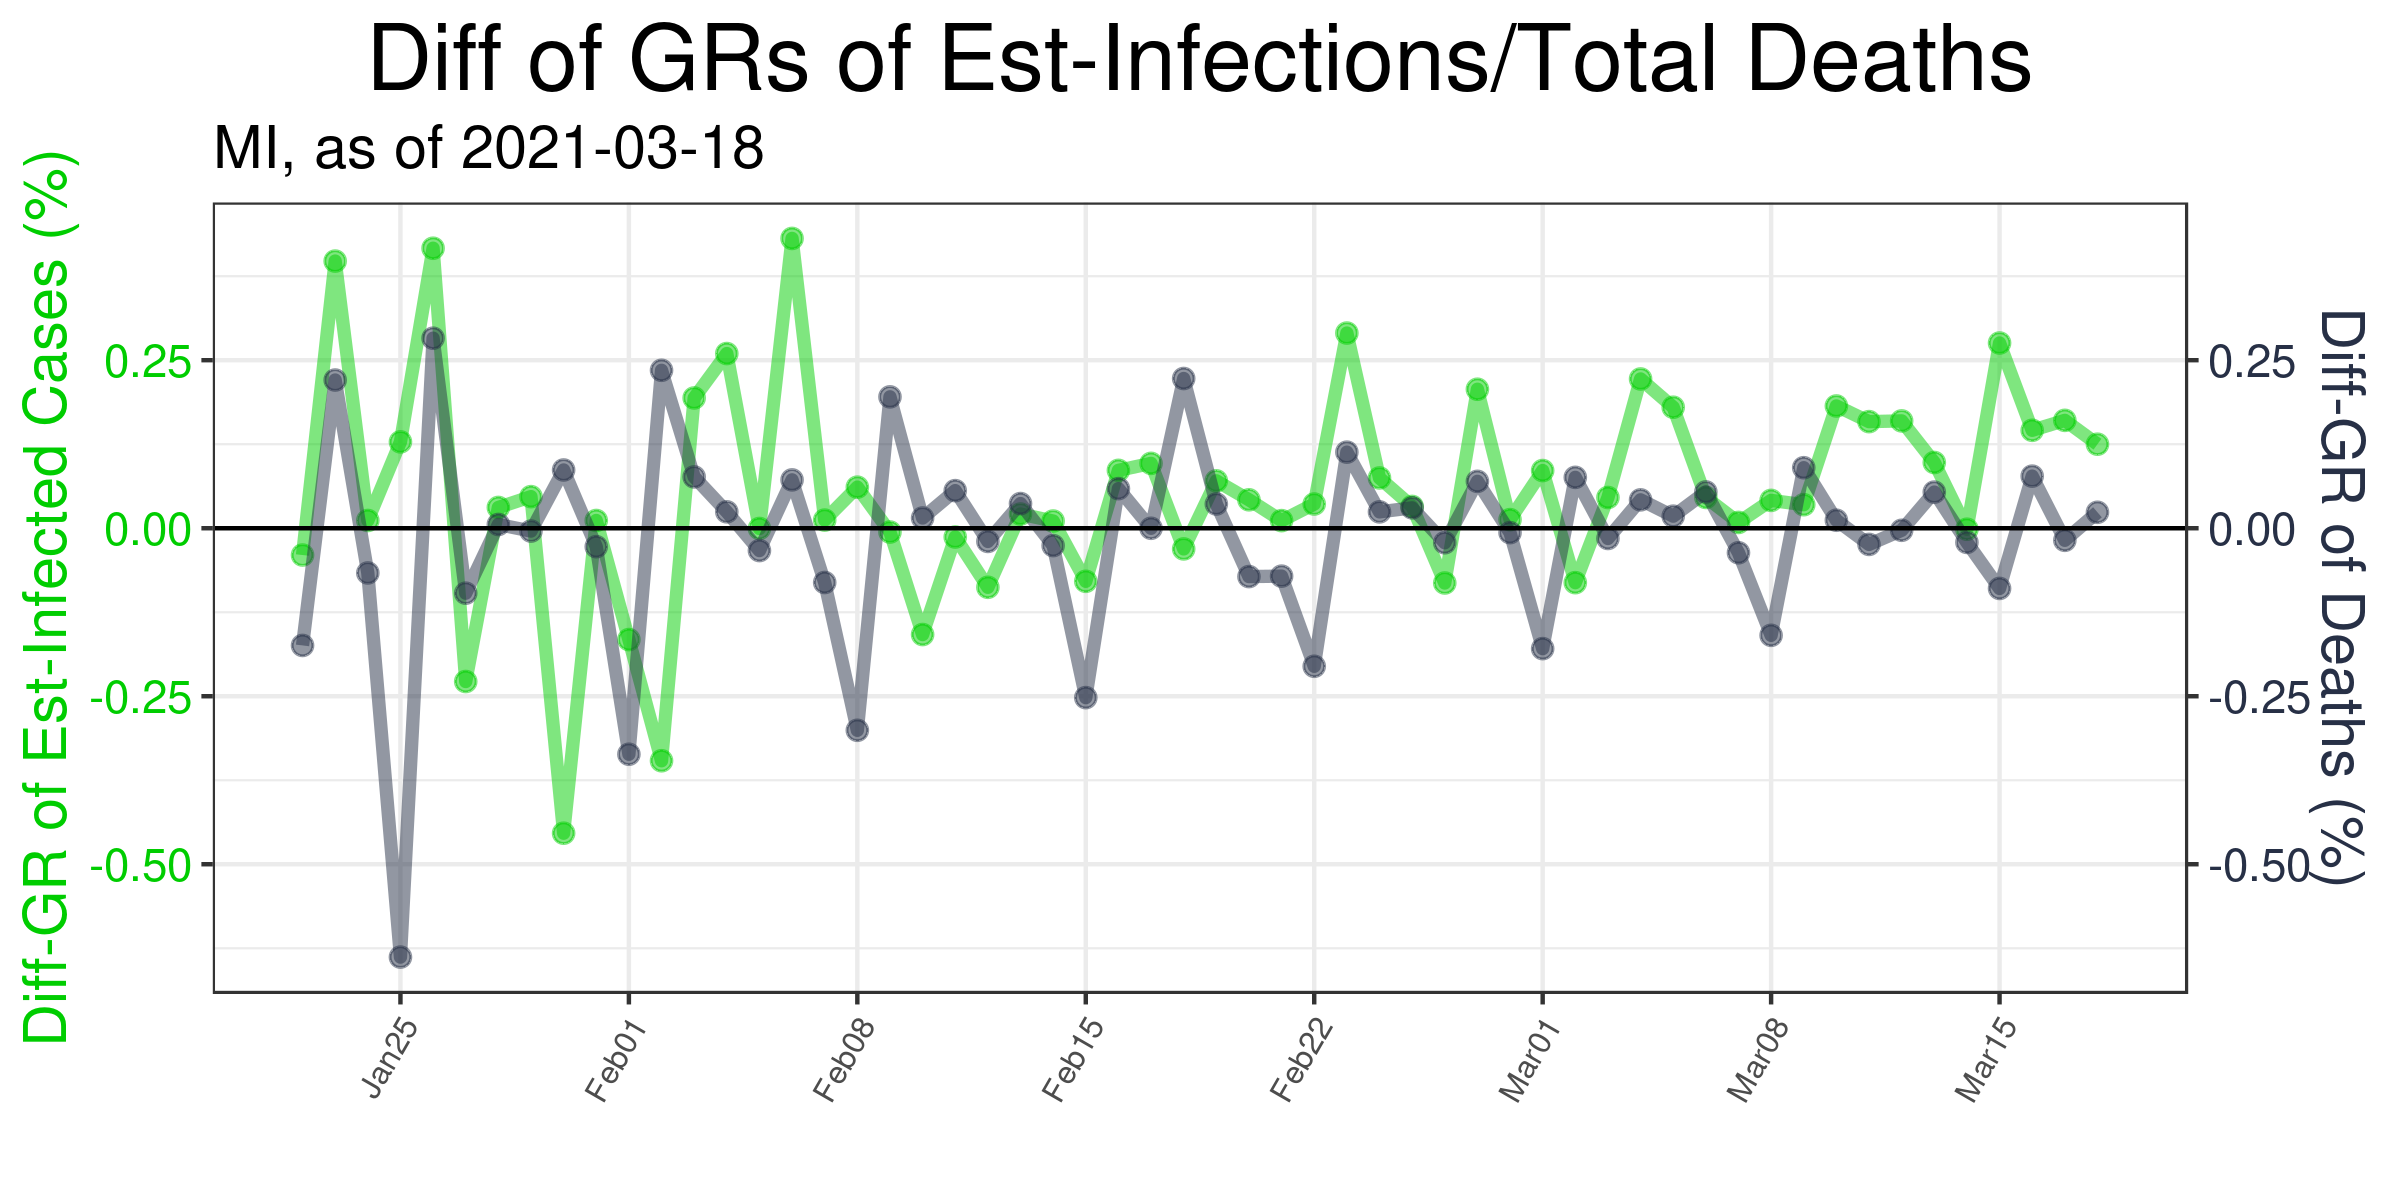 Diff of GRs of Est-Infections/Total Deaths
MI, as of 2021-03-18
Diff-GR of Est-Infected Cases (%)
0.25
0.00
-0.25
-0.50
0.25
0.00
-0.25
-0.50
Diff-GR of Deaths (%)
Jan25
Feb01
Feb08
Feb15
Feb22
Mar01
Mar08
Mar15